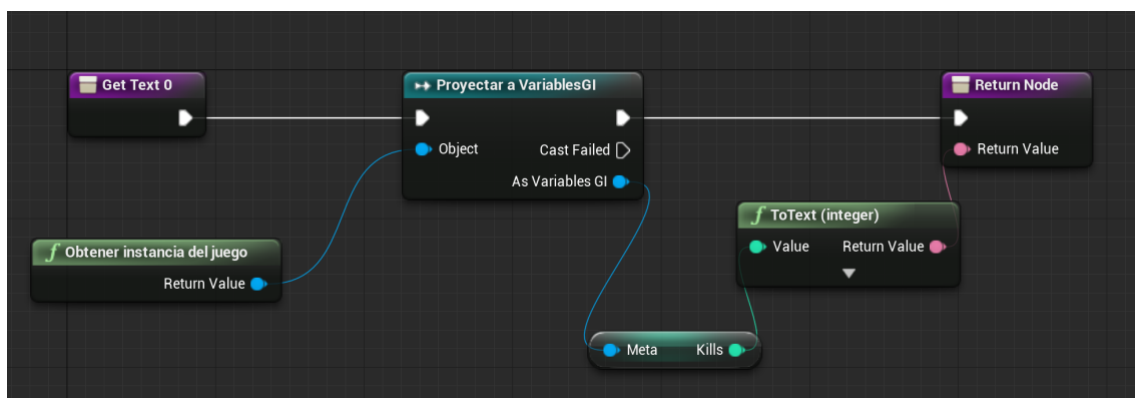 Get Text 0
Proyectar a VariablesGI
Return Node
Object
Cast Failed
Return Value
As Variables GI
f ToText (integer)
f Obtener instancia del juego
Value
Return Value
Return Value
Meta
Kills